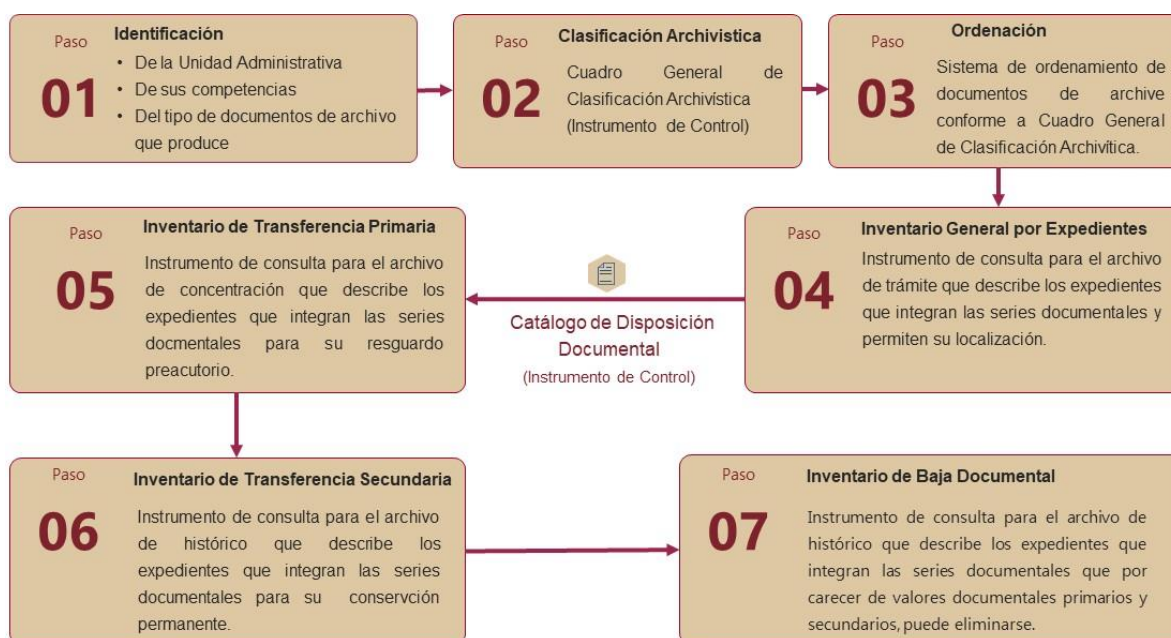 Paso
01
Identificación
• De la Unidad Administrativa
• De sus competencias
• Del tipo de documentos de archivo
que produce
Paso
02
Clasificación Archivistica
Cuadro General de
Clasificación Archivística
(Instrumento de Control)
Paso
03
Ordenación
Sistema de ordenamiento de
documentos de archive
conforme a Cuadro General
de Clasificación Archivítica.
Paso
04
Inventario General por Expedientes
Instrumento de consulta para el archivo
de trámite que describe los expedientes
que integran las series documentales y
permiten su localización.
Catálogo de Disposición
Documental
(Instrumento de Control)
Paso
05
Inventario de Transferencia Primaria
Instrumento de consulta para el archivo
de concentración que describe los
expedientes que integran las series
docmentales para su resguardo
preacutorio.
Paso
06
Inventario de Transferencia Secundaria
Instrumento de consulta para el archivo
de histórico que describe los
expedientes que integran las series
documentales para su conservción
permanente.
Paso
07
Inventario de Baja Documental
Instrumento de consulta para el archivo de
histórico que describe los expedientes que
integran las series documentales que por
carecer de valores documentales primarios y
secundarios, puede eliminarse.